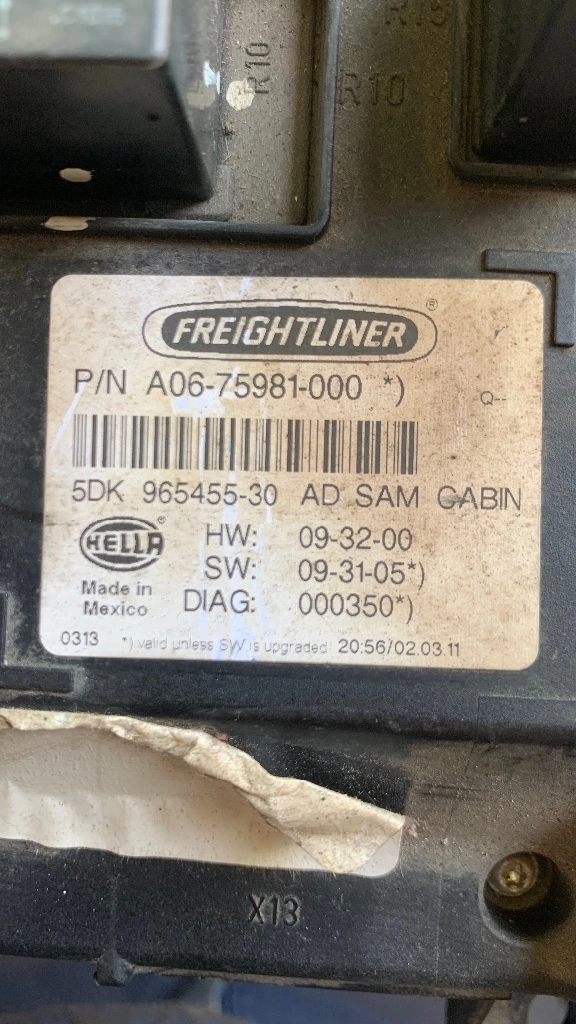 R10
R10
FREIGHTLINER ®
P/N A06-75981-000 *)
Q--
5DK 965455-30 AD SAM CABIN
HELLA ®
HW: 09-32-00
SW: 09-31-05*)
Made in
Mexico
DIAG: 000350*)
0313 *) valid unless SW is upgraded 20:56/02.03.11
X13